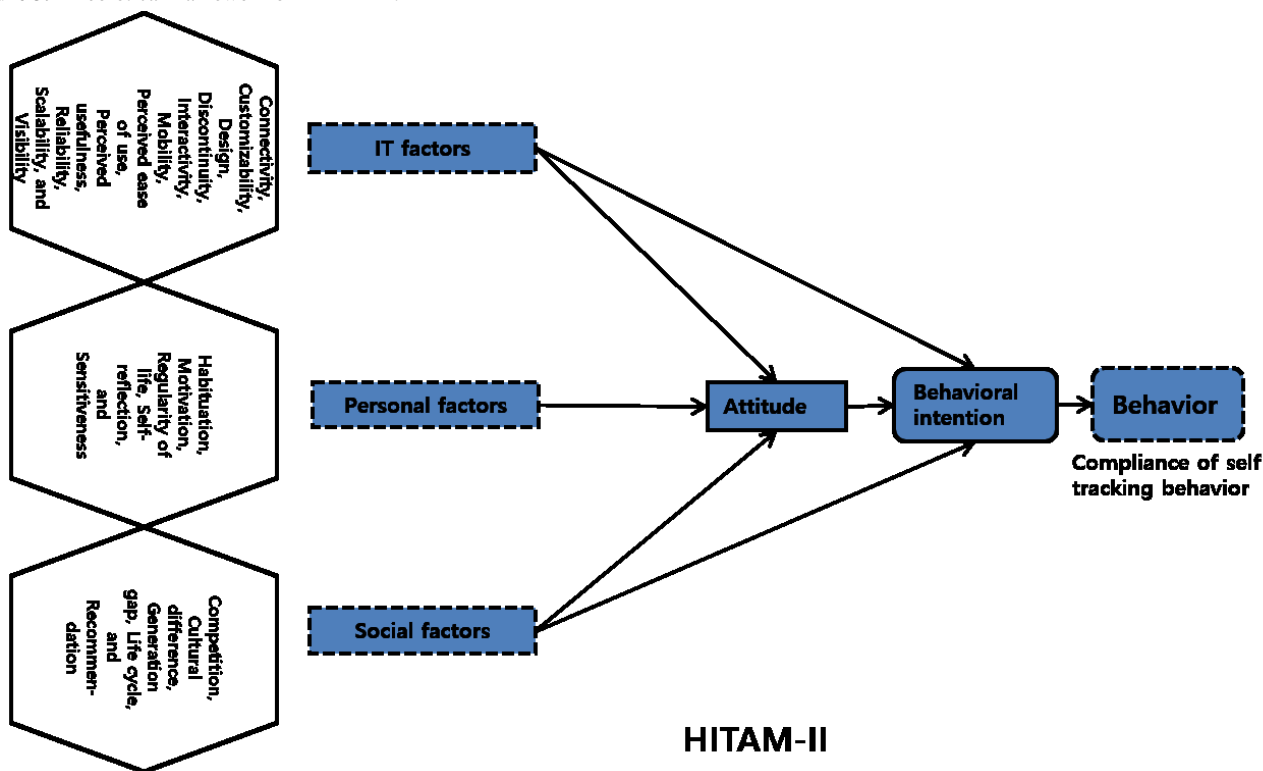 Connectivity,
Customizability,
Design,
Discontinuity,
Interactivity,
Mobility,
Perceived ease
of use,
Perceived
usefulness,
Reliability,
Scalability, and
Visibility
IT factors
Habituation,
Motivation,
Regularity of
life, Self-
reflection,
and
Sensitiveness
Personal factors
Attitude
Behavioral
intention
Behavior
Compliance of self
tracking behavior
Competition,
Cultural
difference,
Generation
gap, Life cycle,
and
Recommen-
dation
Social factors
HITAM-II